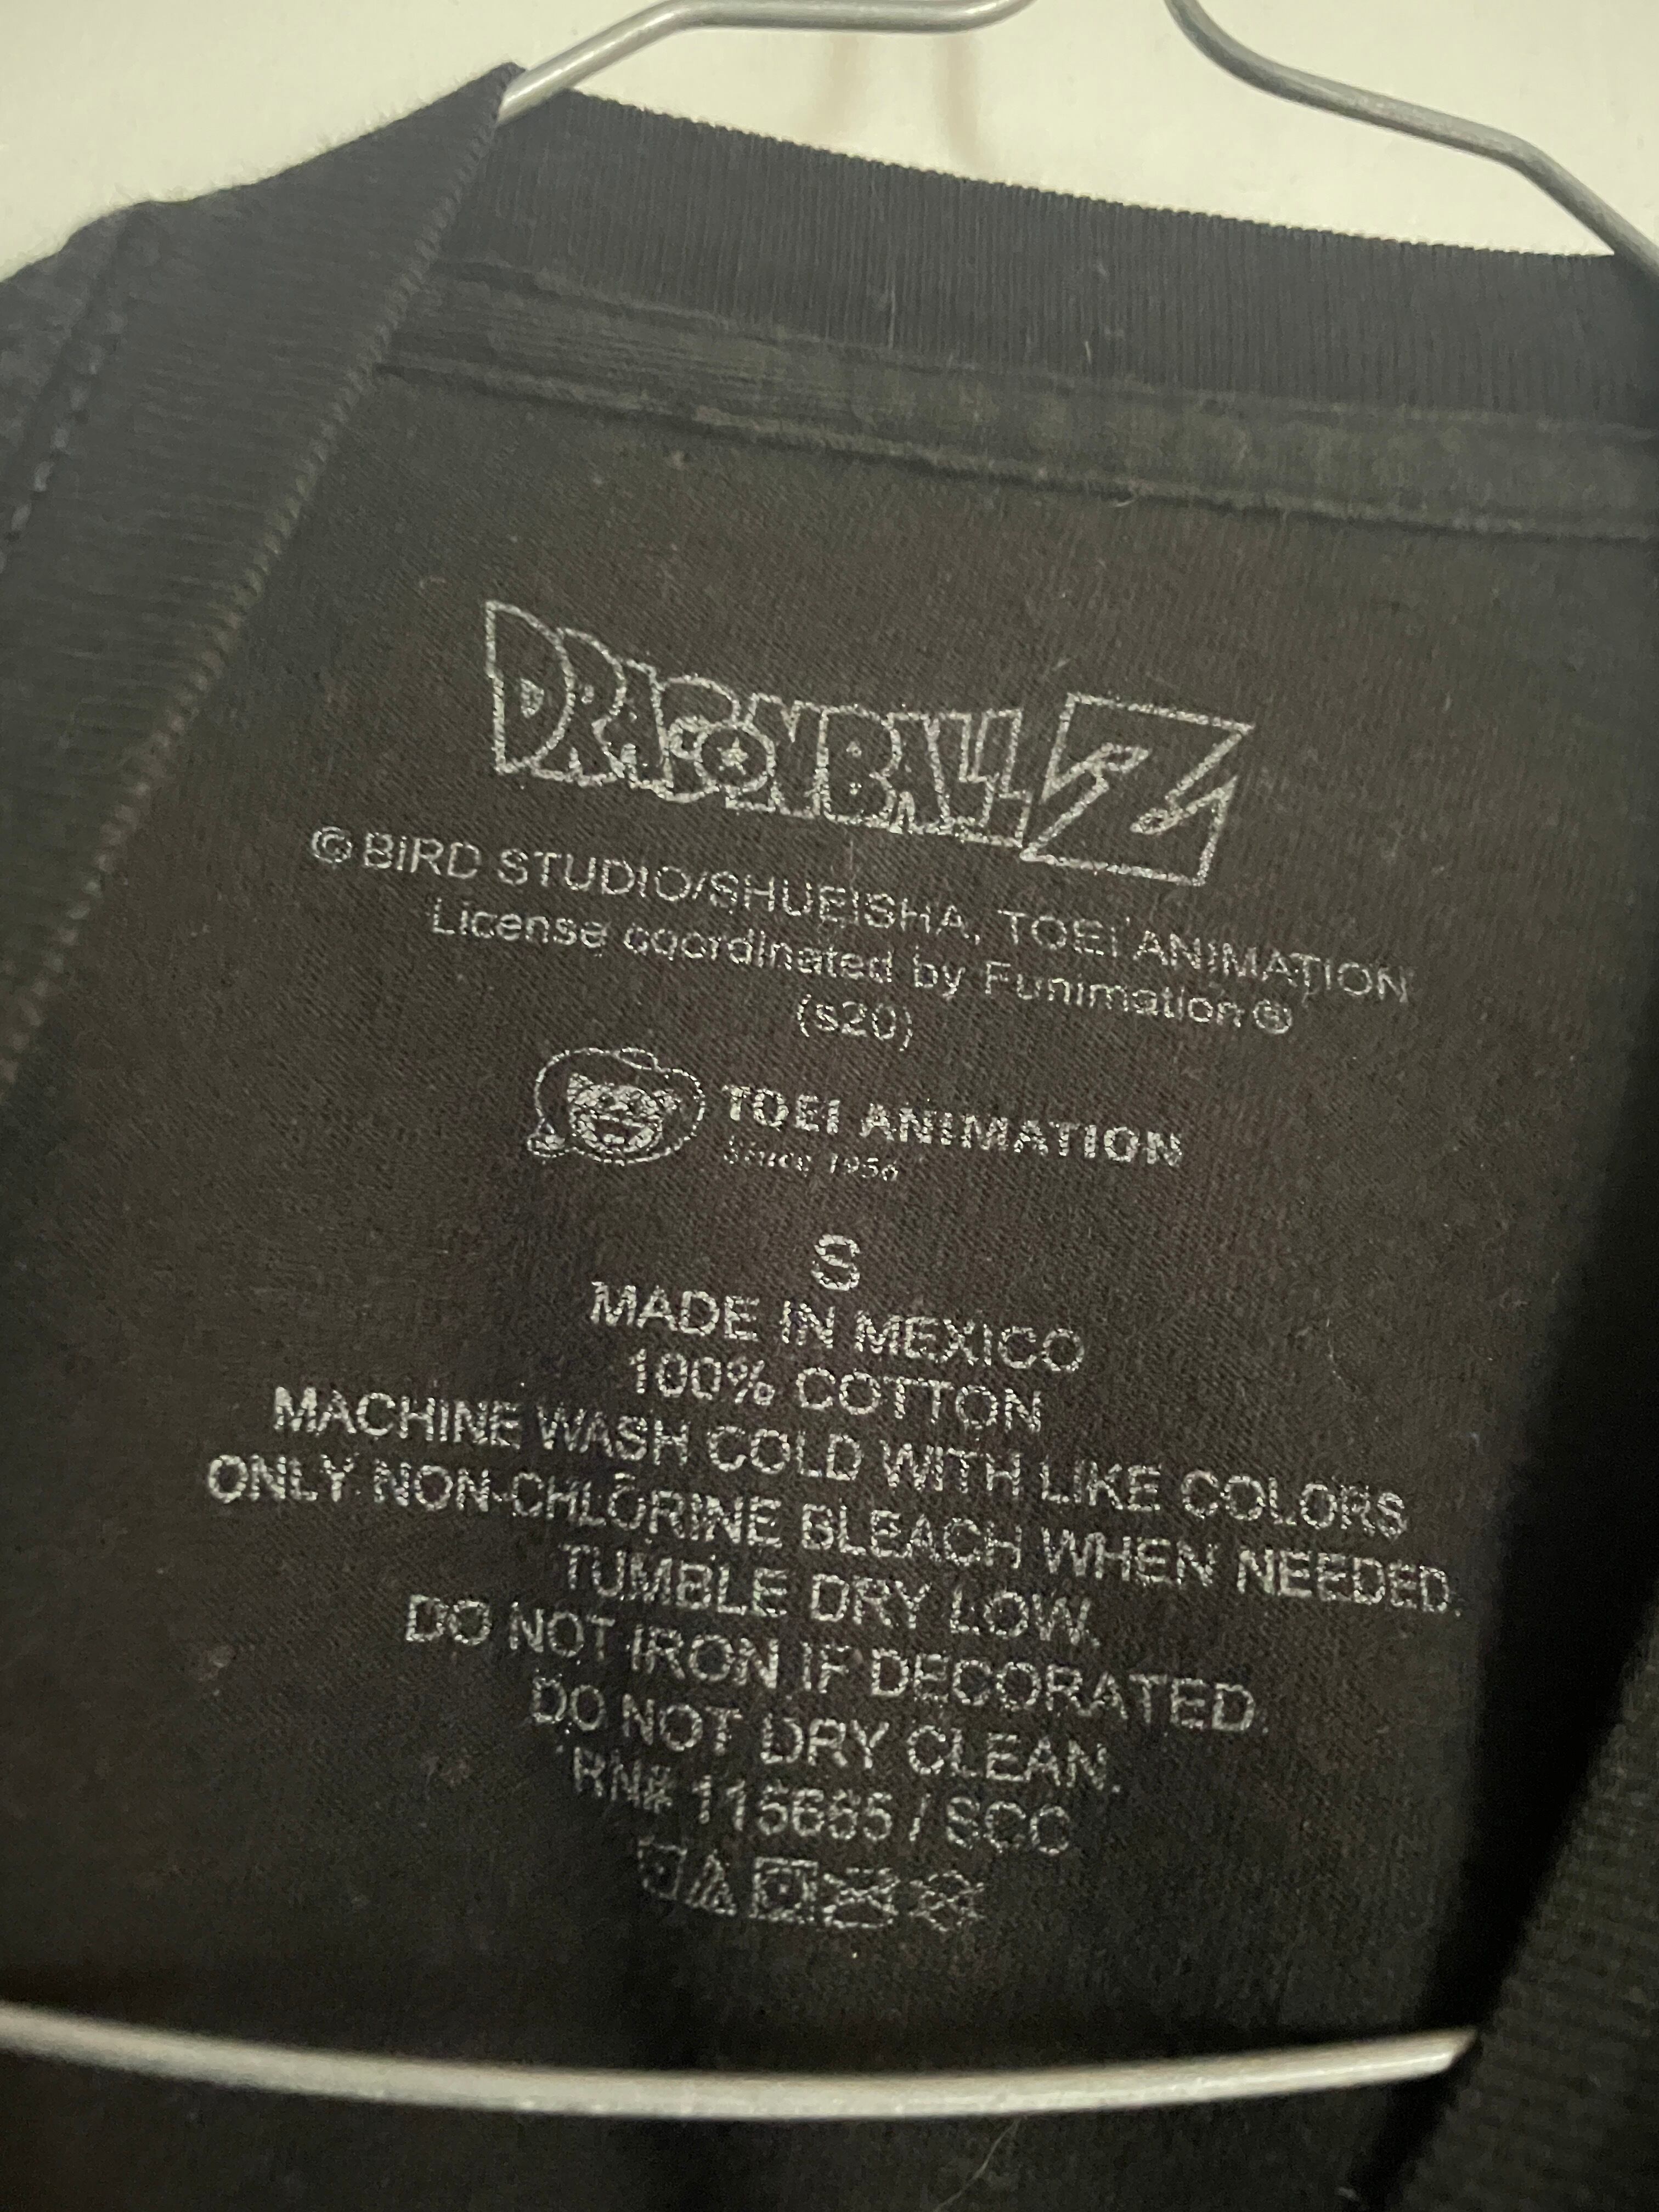 DRAGONBALL Z
© BIRD STUDIO/SHUEISHA, TOEI ANIMATION
License coordinated by Funimation®
(s20)
TOEI ANIMATION
Since 1956
S
MADE IN MEXICO
100% COTTON
MACHINE WASH COLD WITH LIKE COLORS
ONLY NON-CHLORINE BLEACH WHEN NEEDED.
TUMBLE DRY LOW.
DO NOT IRON IF DECORATED.
DO NOT DRY CLEAN.
RN# 115665 / SCC